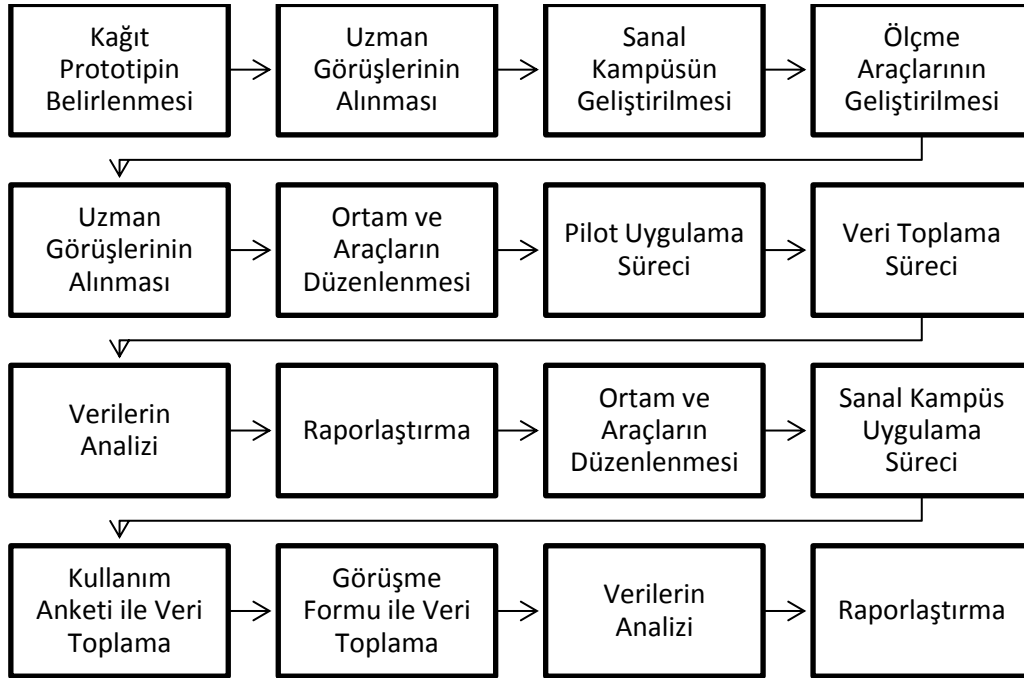 Kağıt
Prototipin
Belirlenmesi
Uzman
Görüşlerinin
Alınması
Sanal
Kampüsün
Geliştirilmesi
Ölçme
Araçlarının
Geliştirilmesi
Uzman
Görüşlerinin
Alınması
Ortam ve
Araçların
Düzenlenmesi
Pilot Uygulama
Süreci
Veri Toplama
Süreci
Verilerin
Analizi
Raporlaştırma
Ortam ve
Araçların
Düzenlenmesi
Sanal Kampüs
Uygulama
Süreci
Kullanım
Anketi ile Veri
Toplama
Görüşme
Formu ile Veri
Toplama
Verilerin
Analizi
Raporlaştırma